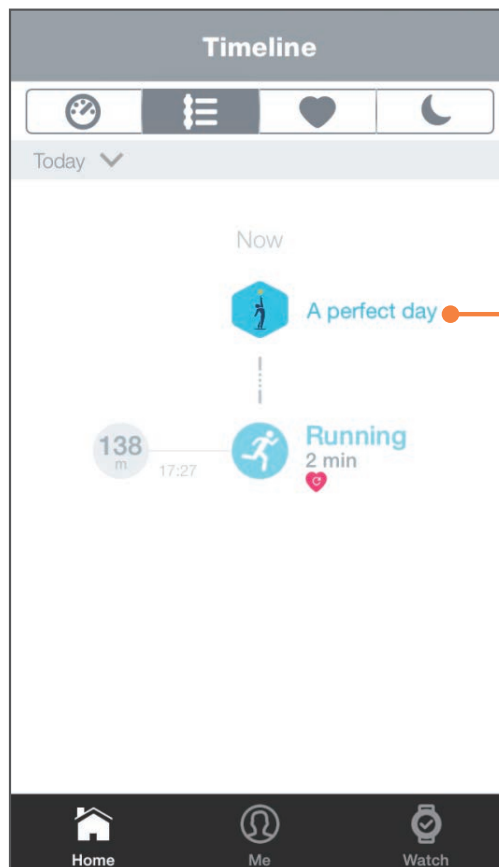 Timeline
Today
Now
A perfect day
138
m
17:27
Running
2 min
Home
Me
Watch